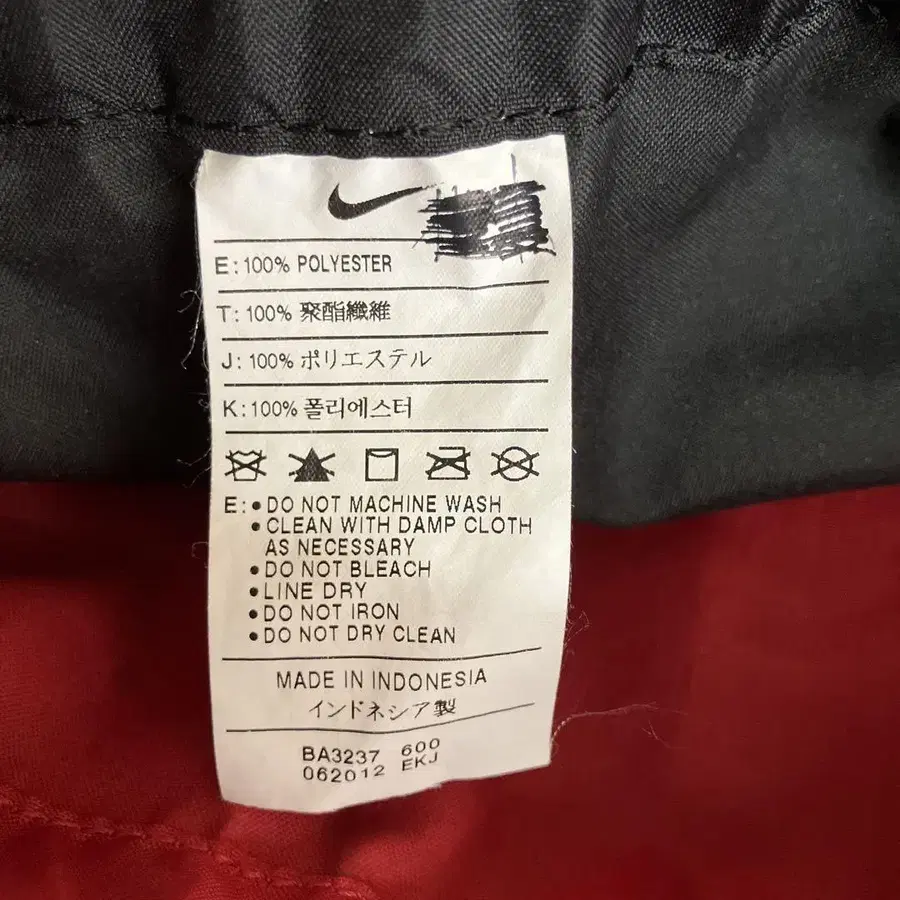 E: 100% POLYESTER
T: 100% 聚酯纖維
J: 100% ポリエステル
K: 100% 폴리에스터
E: • DO NOT MACHINE WASH
• CLEAN WITH DAMP CLOTH
AS NECESSARY
• DO NOT BLEACH
• LINE DRY
• DO NOT IRON
• DO NOT DRY CLEAN
MADE IN INDONESIA
インドネシア製
BA3237 600
062012 EKJ